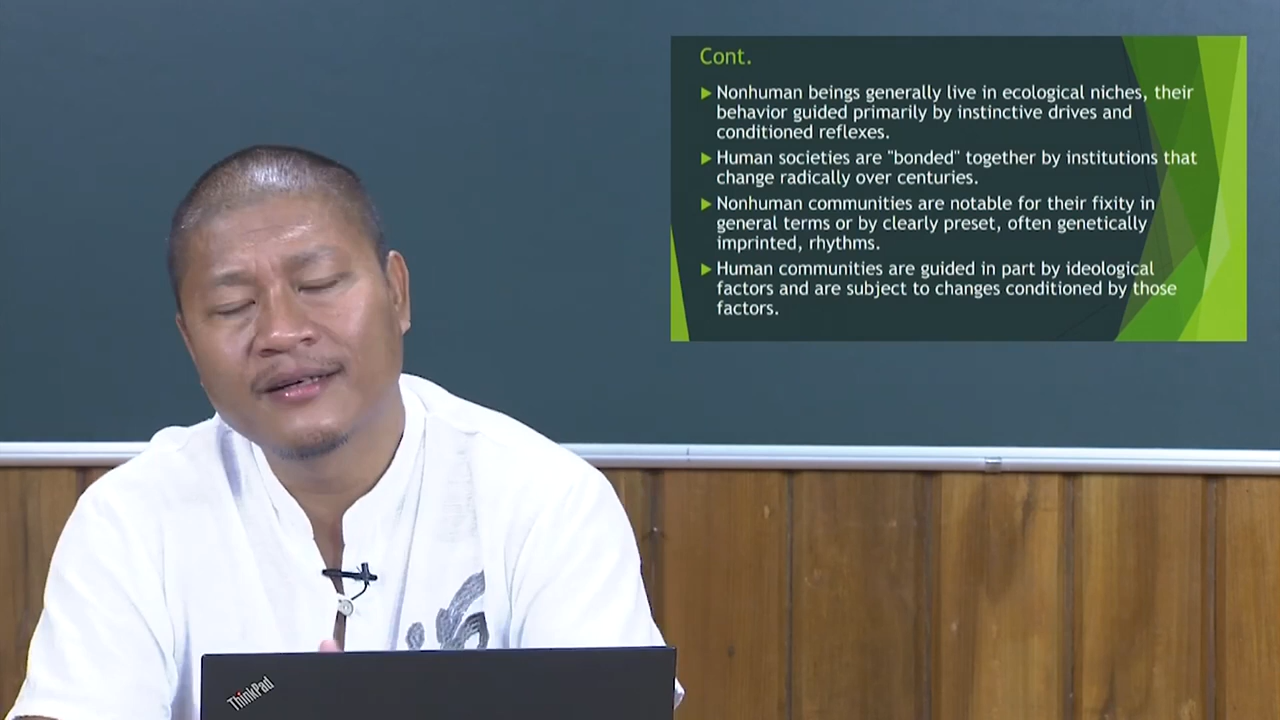 Cont.
Nonhuman beings generally live in ecological niches, their
behavior guided primarily by instinctive drives and
conditioned reflexes.
Human societies are "bonded" together by institutions that
change radically over centuries.
Nonhuman communities are notable for their fixity in
general terms or by clearly preset, often genetically
imprinted, rhythms.
Human communities are guided in part by ideological
factors and are subject to changes conditioned by those
factors.
ThinkPad